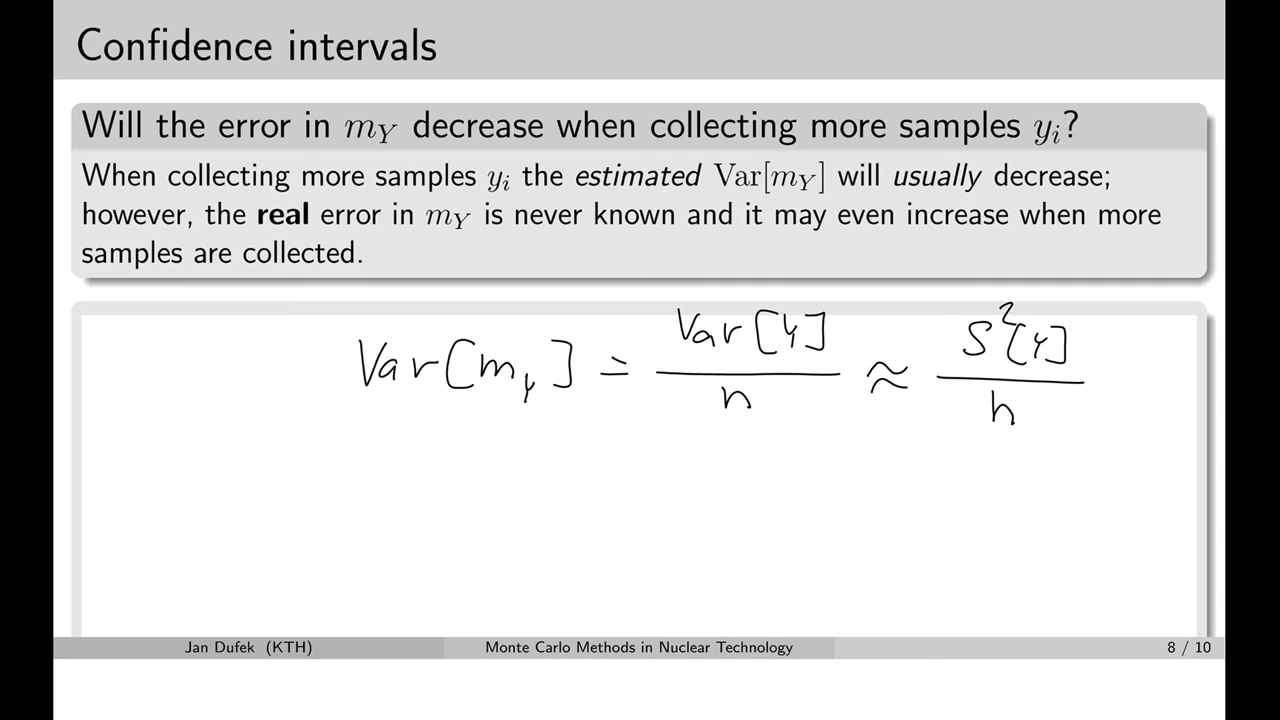 Confidence intervals
Will the error in m_Y decrease when collecting more samples y_i?
When collecting more samples y_i the estimated Var[m_Y] will usually decrease;
however, the real error in m_Y is never known and it may even increase when more
samples are collected.
Var[m_Y] = Var[Y] / n ≈ S²[Y] / n
Jan Dufek (KTH) Monte Carlo Methods in Nuclear Technology 8 / 10